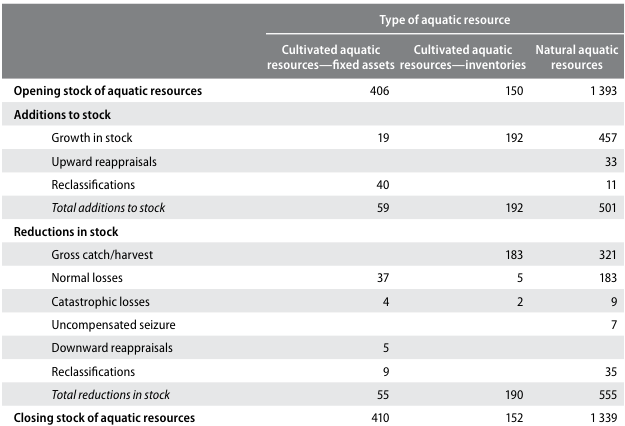 Type of aquatic resource
Cultivated aquatic resources—fixed assets Cultivated aquatic resources—inventories Natural aquatic resources
Opening stock of aquatic resources 406 150 1 393
Additions to stock
Growth in stock 19 192 457
Upward reappraisals 33
Reclassifications 40 11
Total additions to stock 59 192 501
Reductions in stock
Gross catch/harvest 183 321
Normal losses 37 5 183
Catastrophic losses 4 2 9
Uncompensated seizure 7
Downward reappraisals 5
Reclassifications 9 35
Total reductions in stock 55 190 555
Closing stock of aquatic resources 410 152 1 339